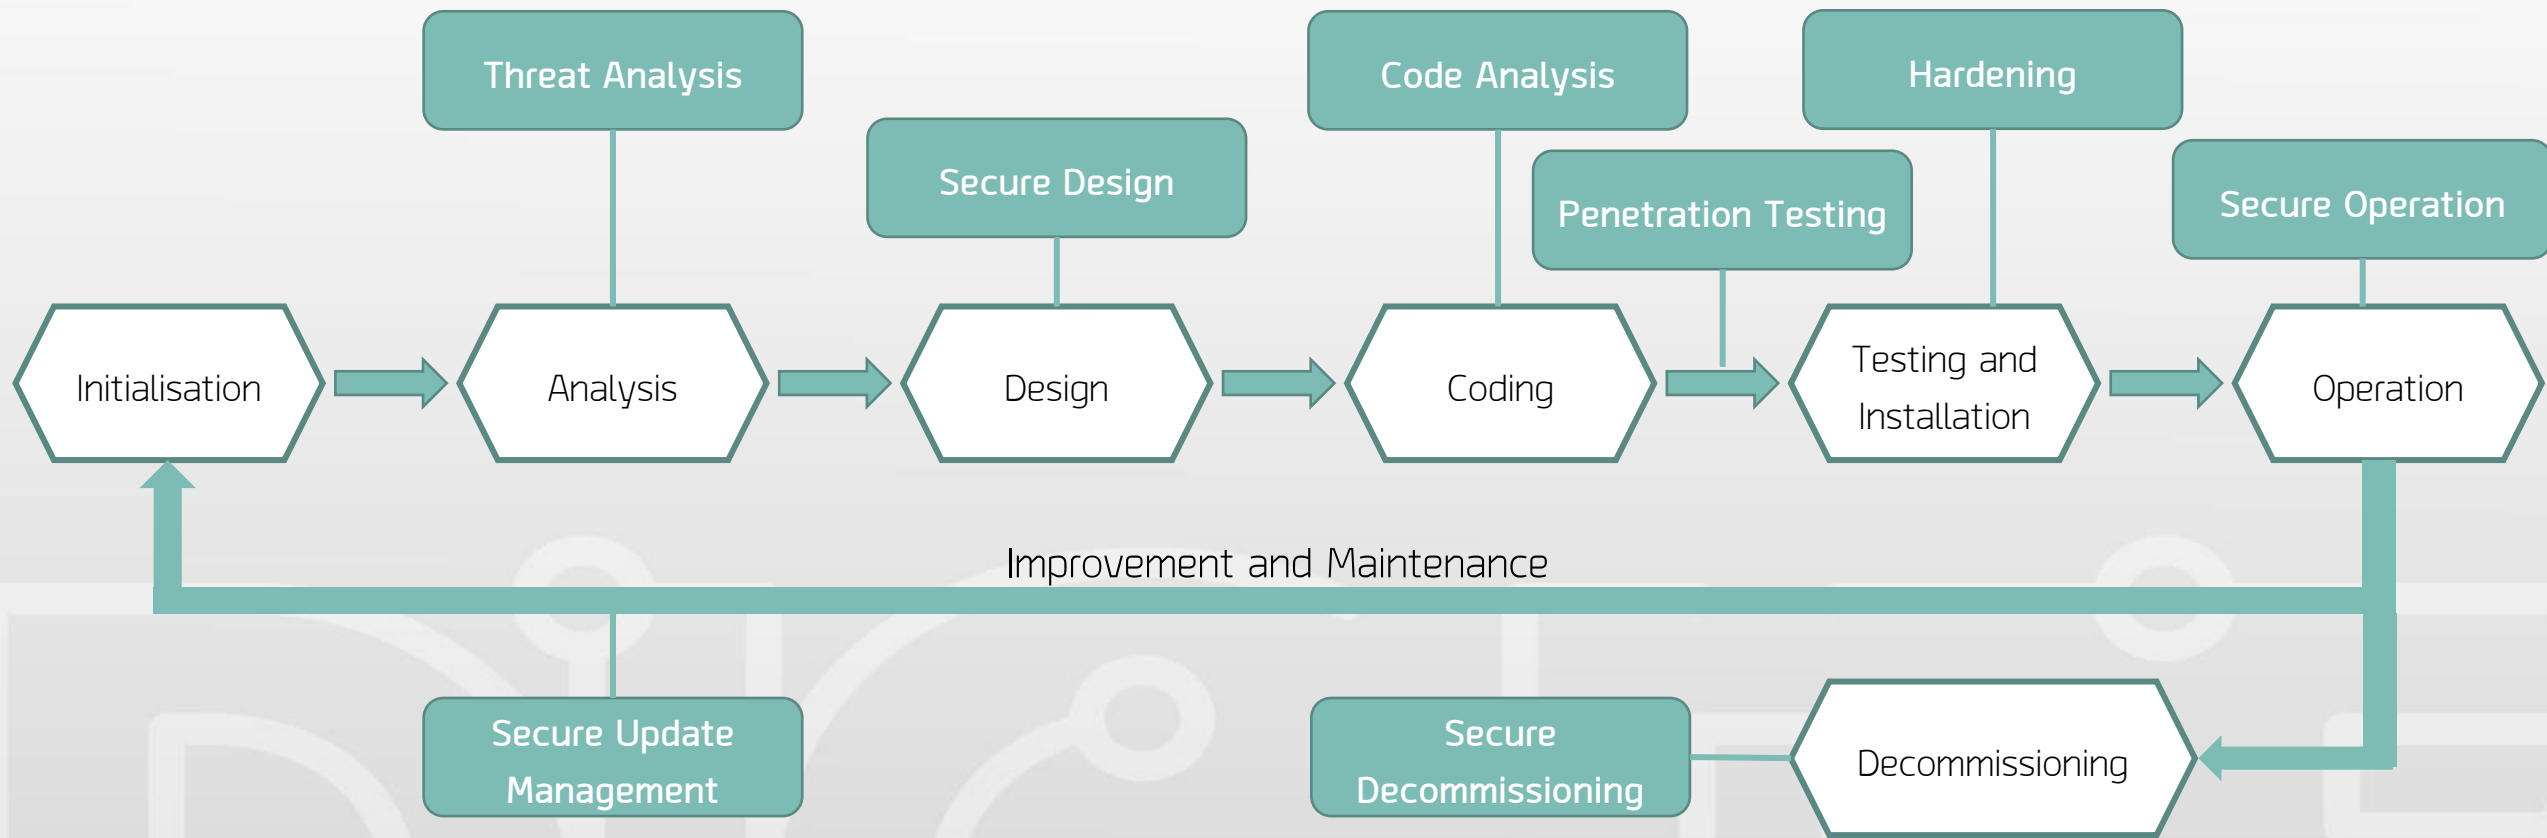 Threat Analysis
Code Analysis
Hardening
Secure Design
Penetration Testing
Secure Operation
Initialisation
Analysis
Design
Coding
Testing and
Installation
Operation
Improvement and Maintenance
Secure Update
Management
Secure
Decommissioning
Decommissioning